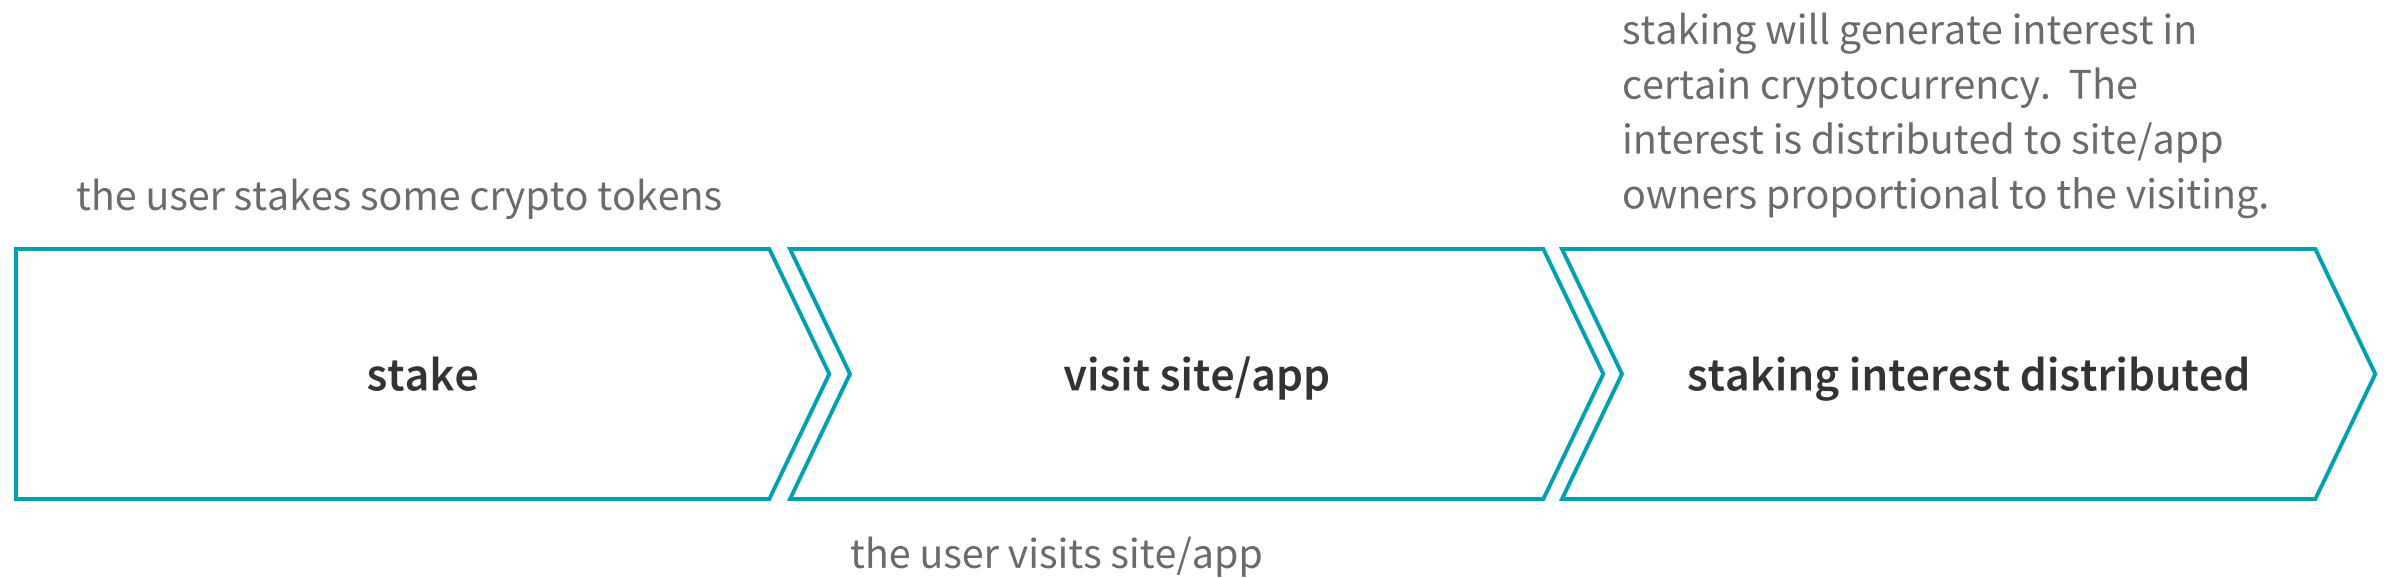 staking will generate interest in
certain cryptocurrency.  The
interest is distributed to site/app
owners proportional to the visiting.
the user stakes some crypto tokens
stake
visit site/app
staking interest distributed
the user visits site/app